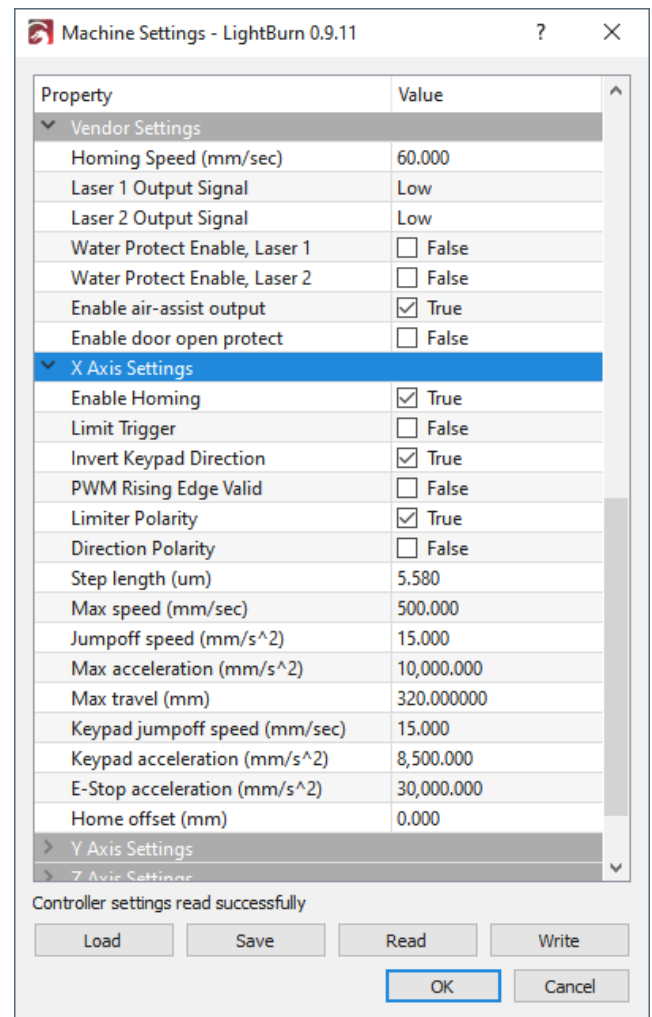 Machine Settings - LightBurn 0.9.11 ?
Property Value
Vendor Settings
Homing Speed (mm/sec) 60.000
Laser 1 Output Signal Low
Laser 2 Output Signal Low
Water Protect Enable, Laser 1 False
Water Protect Enable, Laser 2 False
Enable air-assist output True
Enable door open protect False
X Axis Settings
Enable Homing True
Limit Trigger False
Invert Keypad Direction True
PWM Rising Edge Valid False
Limiter Polarity True
Direction Polarity False
Step length (um) 5.580
Max speed (mm/sec) 500.000
Jumpoff speed (mm/s^2) 15.000
Max acceleration (mm/s^2) 10,000.000
Max travel (mm) 320.000000
Keypad jumpoff speed (mm/sec) 15.000
Keypad acceleration (mm/s^2) 8,500.000
E-Stop acceleration (mm/s^2) 30,000.000
Home offset (mm) 0.000
Y Axis Settings
Z Axis Settings
Controller settings read successfully
Load Save Read Write
OK Cancel